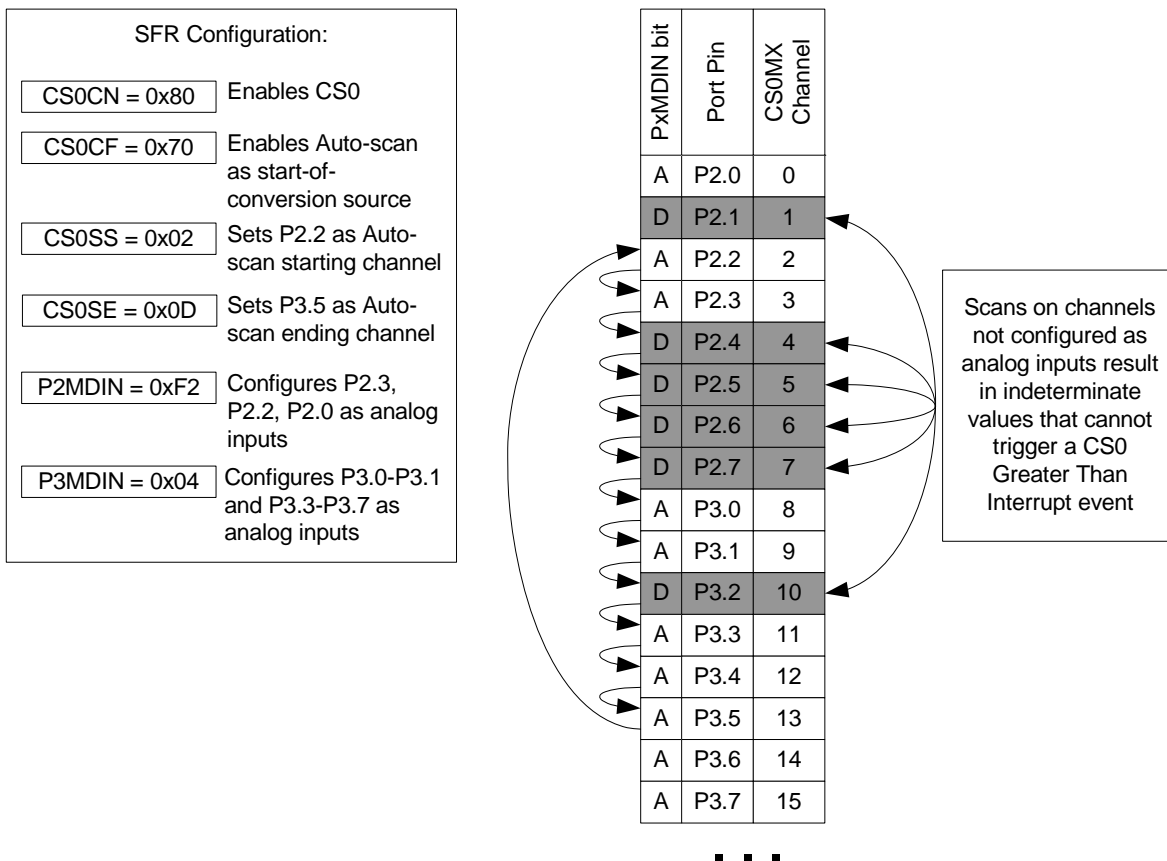 SFR Configuration:
CS0CN = 0x80
Enables CS0
CS0CF = 0x70
Enables Auto-scan
as start-of-
conversion source
CS0SS = 0x02
Sets P2.2 as Auto-
scan starting channel
CS0SE = 0x0D
Sets P3.5 as Auto-
scan ending channel
P2MDIN = 0xF2
Configures P2.3,
P2.2, P2.0 as analog
inputs
P3MDIN = 0x04
Configures P3.0-P3.1
and P3.3-P3.7 as
analog inputs
PxMDIN bit
Port Pin
CS0MX
Channel
A P2.0 0
D P2.1 1
A P2.2 2
A P2.3 3
D P2.4 4
D P2.5 5
D P2.6 6
D P2.7 7
A P3.0 8
A P3.1 9
D P3.2 10
A P3.3 11
A P3.4 12
A P3.5 13
A P3.6 14
A P3.7 15
Scans on channels
not configured as
analog inputs result
in indeterminate
values that cannot
trigger a CS0
Greater Than
Interrupt event